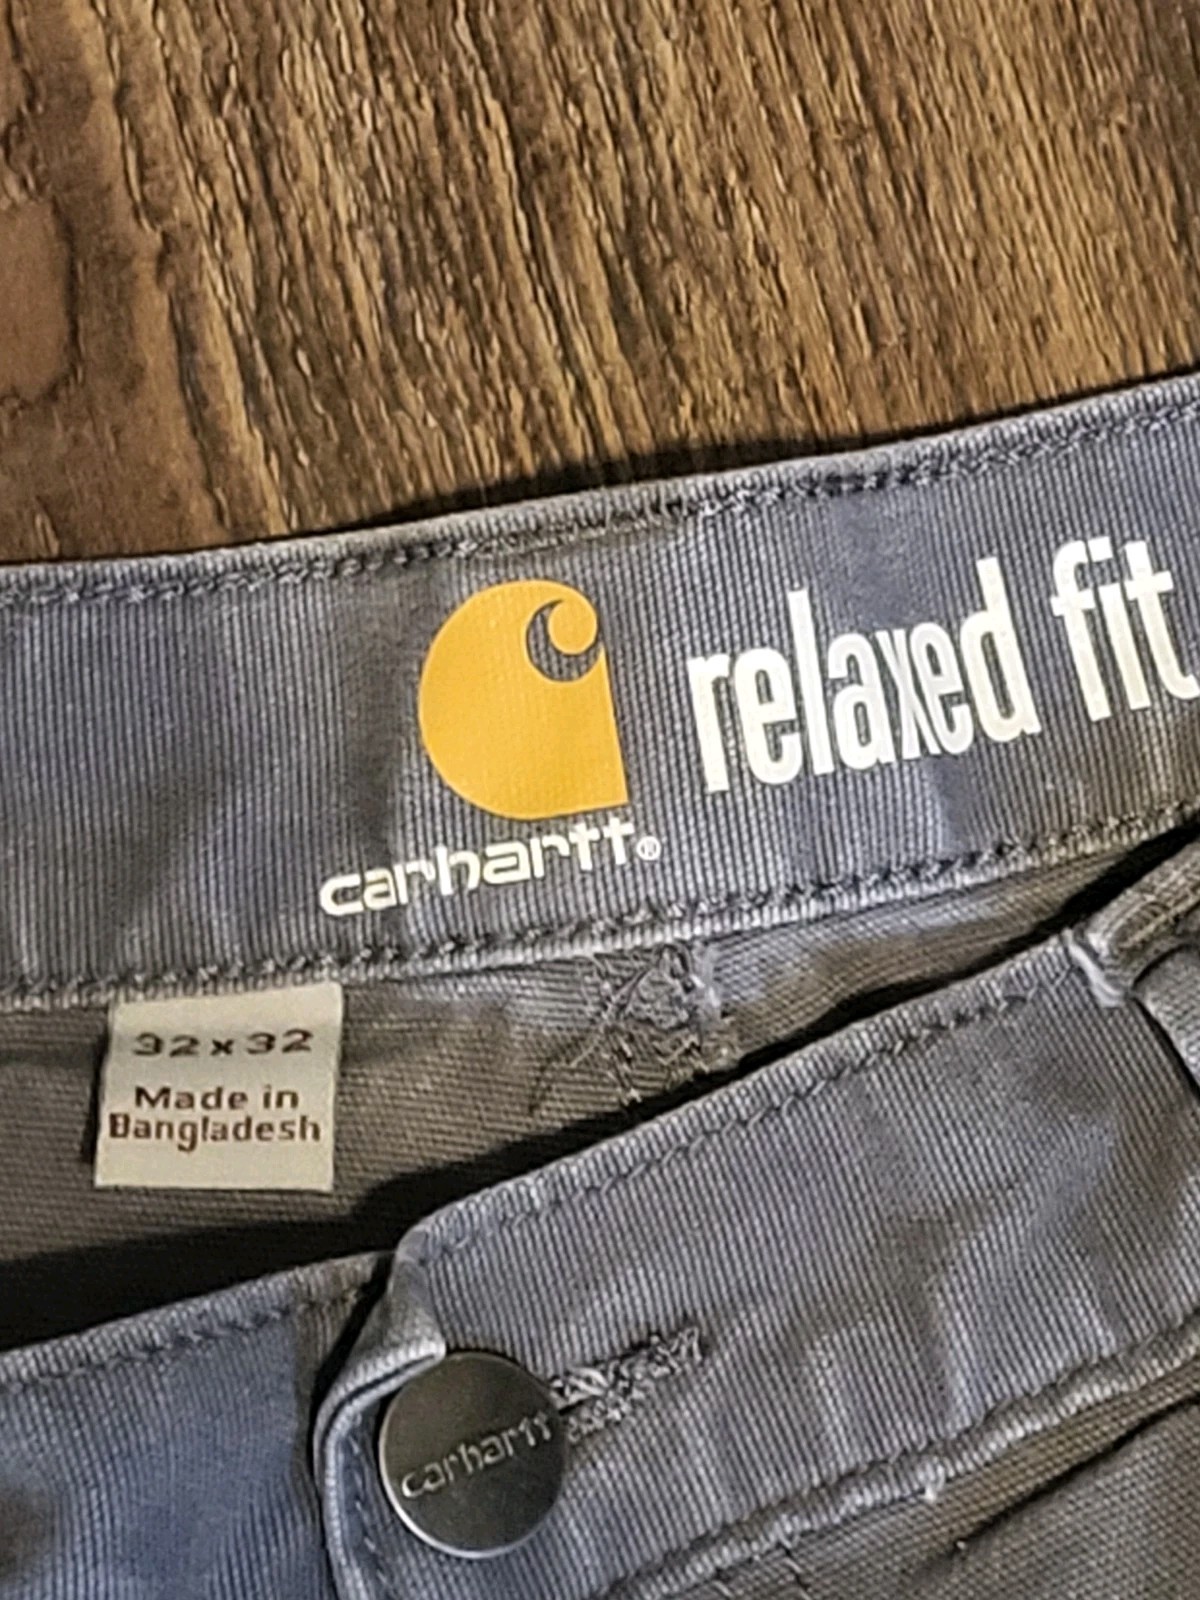 relaxed fit
carhartt®
32x32
Made in
Bangladesh
carhartt